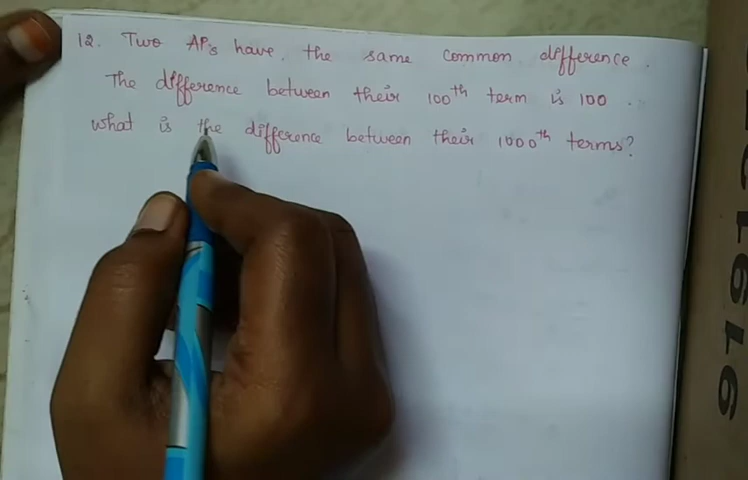 12. Two AP's have the same common difference.
The difference between their 100th term is 100.
what is the difference between their 1000th terms?
91916